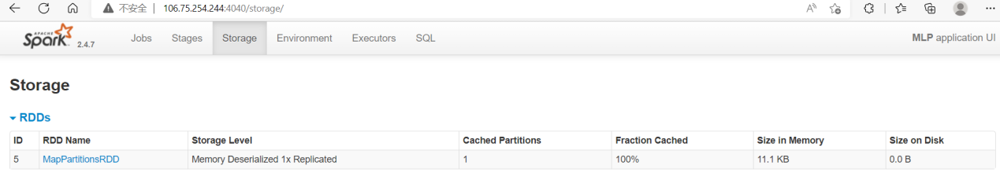 不安全 | 106.75.254.244:4040/storage/
APACHE Spark 2.4.7 Jobs Stages Storage Environment Executors SQL MLP application UI
Storage
RDDs
ID RDD Name Storage Level Cached Partitions Fraction Cached Size in Memory Size on Disk
5 MapPartitionsRDD Memory Deserialized 1x Replicated 1 100% 11.1 KB 0.0 B